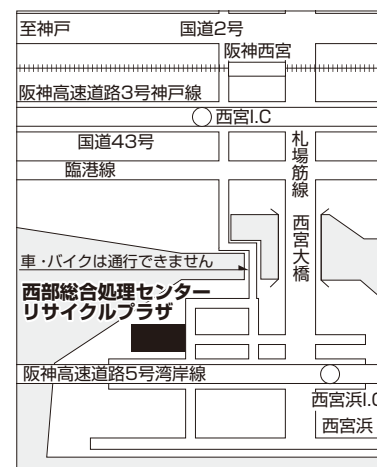 至神戸
国道2号
阪神西宮
阪神高速道路3号神戸線
西宮I.C
国道43号
札場筋線
臨港線
西宮大橋
車・バイクは通行できません
西部総合処理センター
リサイクルプラザ
阪神高速道路5号湾岸線
西宮浜I.C
西宮浜